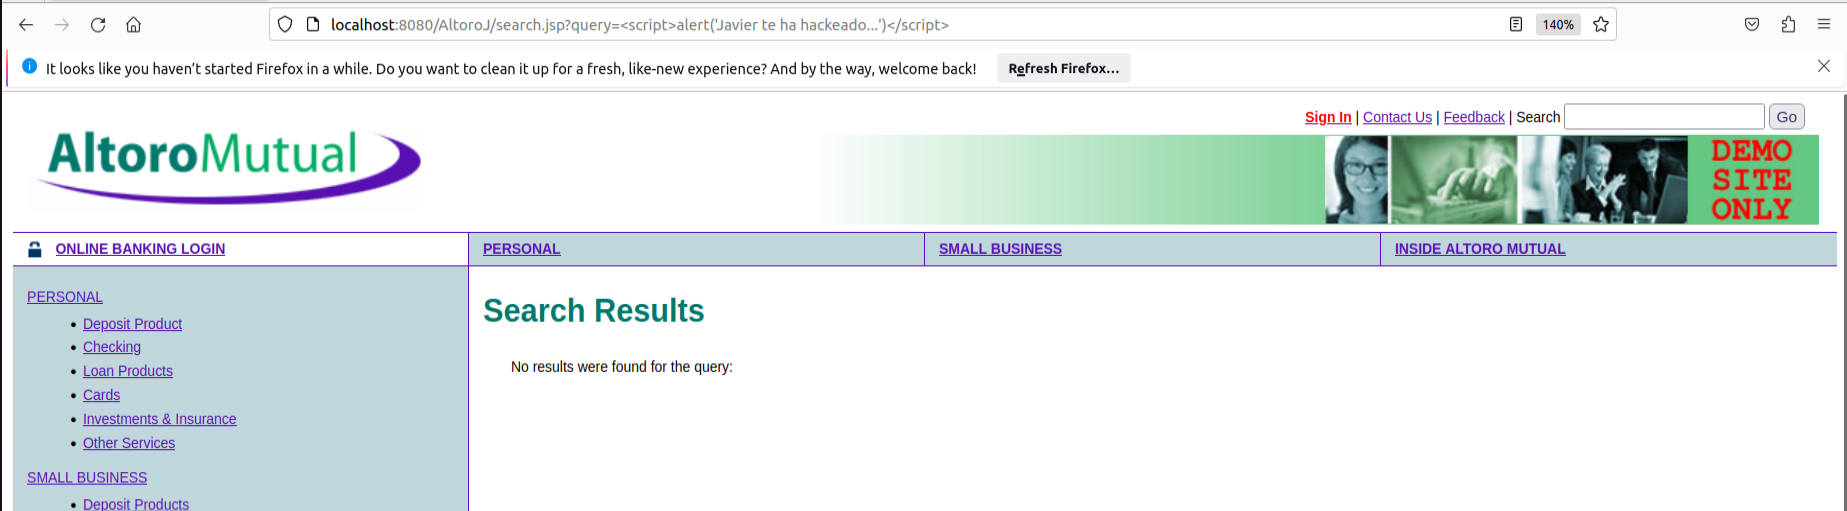 localhost:8080/AltoroJ/search.jsp?query=<script>alert('Javier te ha hackeado...')</script>
140%
It looks like you haven't started Firefox in a while. Do you want to clean it up for a fresh, like-new experience? And by the way, welcome back!
Refresh Firefox...
Sign In | Contact Us | Feedback | Search
Go
AltoroMutual
DEMO
SITE
ONLY
ONLINE BANKING LOGIN
PERSONAL
SMALL BUSINESS
INSIDE ALTORO MUTUAL
PERSONAL
Deposit Product
Checking
Loan Products
Cards
Investments & Insurance
Other Services
SMALL BUSINESS
Deposit Products
Search Results
No results were found for the query: